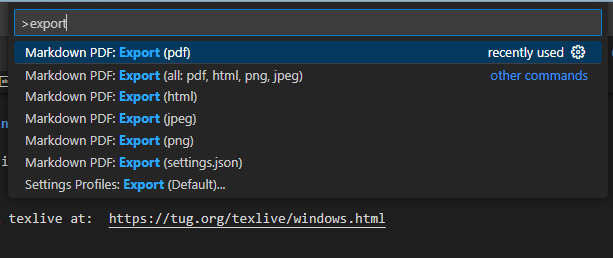 >export
Markdown PDF: Export (pdf) recently used
Markdown PDF: Export (all: pdf, html, png, jpeg) other commands
Markdown PDF: Export (html)
Markdown PDF: Export (jpeg)
Markdown PDF: Export (png)
Markdown PDF: Export (settings.json)
Settings Profiles: Export (Default)...
texlive at: https://tug.org/texlive/windows.html